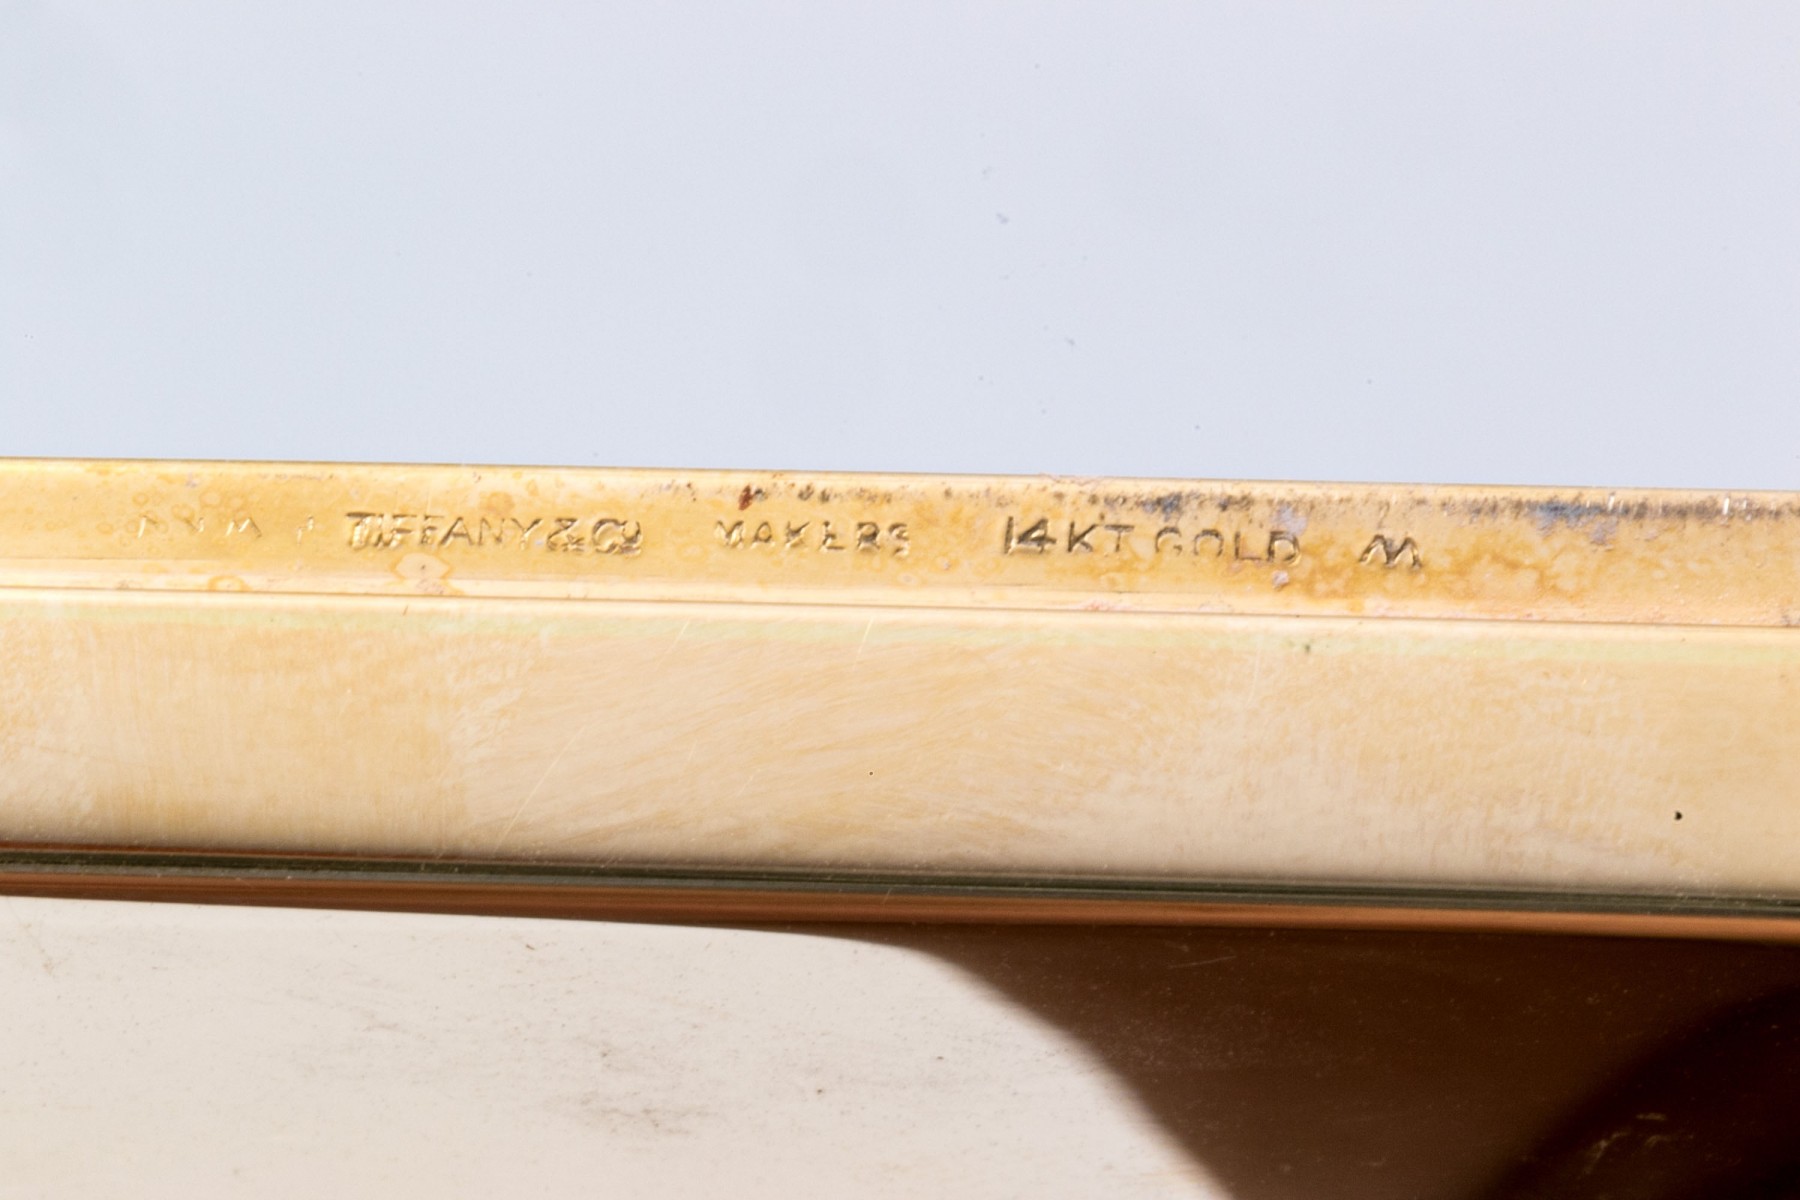 TIFFANY & Co MAKERS 14KT GOLD M